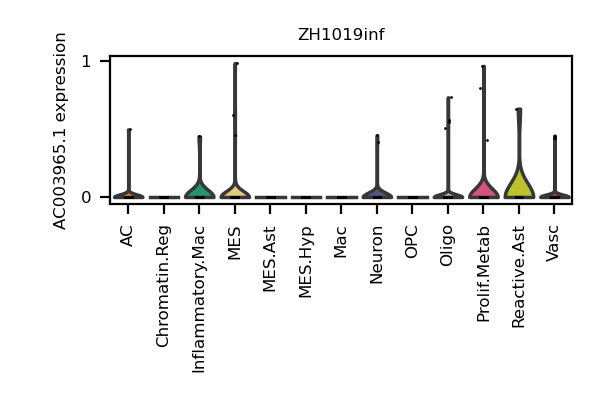 ZH1019inf
AC003965.1 expression
1
0
AC
Chromatin.Reg
Inflammatory.Mac
MES
MES.Ast
MES.Hyp
Mac
Neuron
OPC
Oligo
Prolif.Metab
Reactive.Ast
Vasc